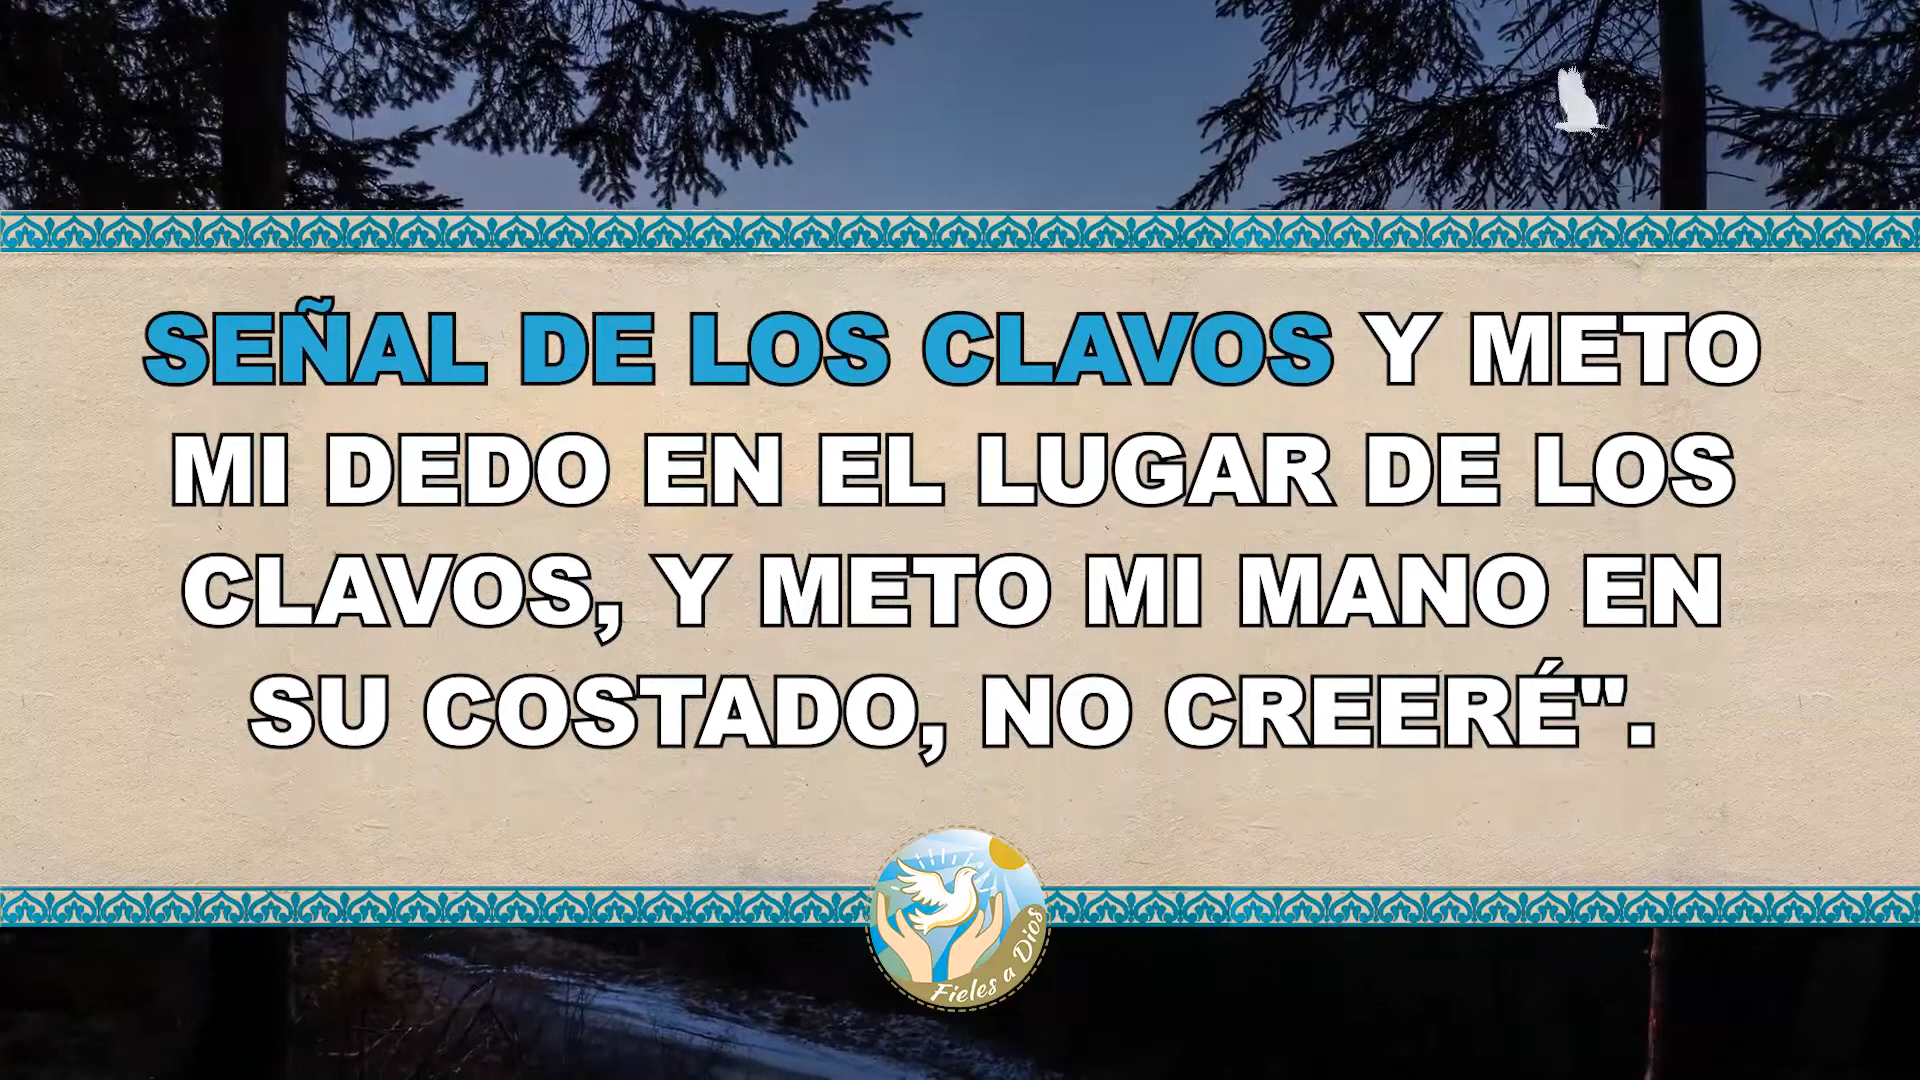 SEÑAL DE LOS CLAVOS Y METO
MI DEDO EN EL LUGAR DE LOS
CLAVOS, Y METO MI MANO EN
SU COSTADO, NO CREERÉ".
Fieles a Dios